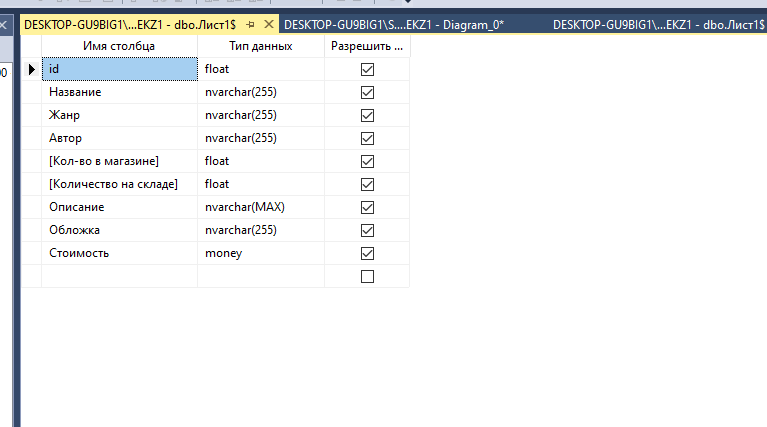 DESKTOP-GU9BIG1\...EKZ1 - dbo.Лист1$ DESKTOP-GU9BIG1\S....EKZ1 - Diagram_0* DESKTOP-GU9BIG1\...EKZ1 - dbo.Лист1$
Имя столбца Тип данных Разрешить ...
id float
Название nvarchar(255)
Жанр nvarchar(255)
Автор nvarchar(255)
[Кол-во в магазине] float
[Количество на складе] float
Описание nvarchar(MAX)
Обложка nvarchar(255)
Стоимость money